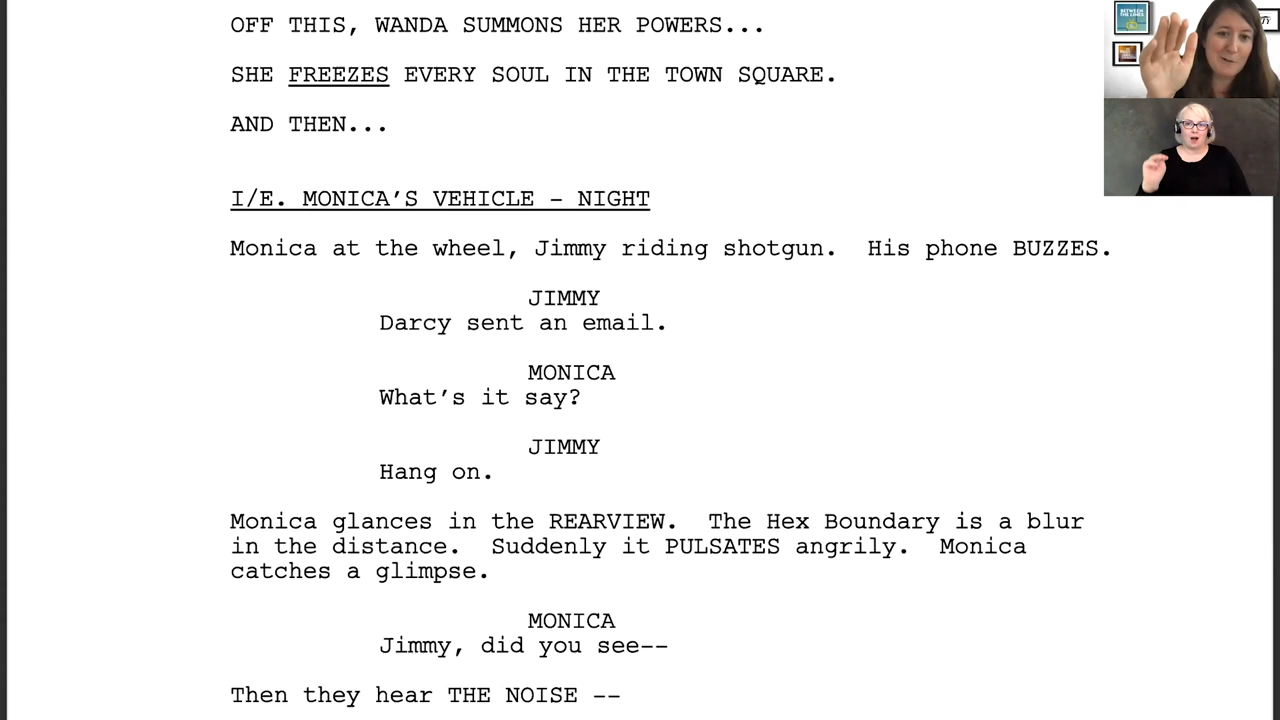 OFF THIS, WANDA SUMMONS HER POWERS...
SHE FREEZES EVERY SOUL IN THE TOWN SQUARE.
AND THEN...
I/E. MONICA’S VEHICLE – NIGHT
Monica at the wheel, Jimmy riding shotgun. His phone BUZZES.
JIMMY
Darcy sent an email.
MONICA
What’s it say?
JIMMY
Hang on.
Monica glances in the REARVIEW. The Hex Boundary is a blur
in the distance. Suddenly it PULSATES angrily. Monica
catches a glimpse.
MONICA
Jimmy, did you see--
Then they hear THE NOISE --
BETWEEN
THE LINES